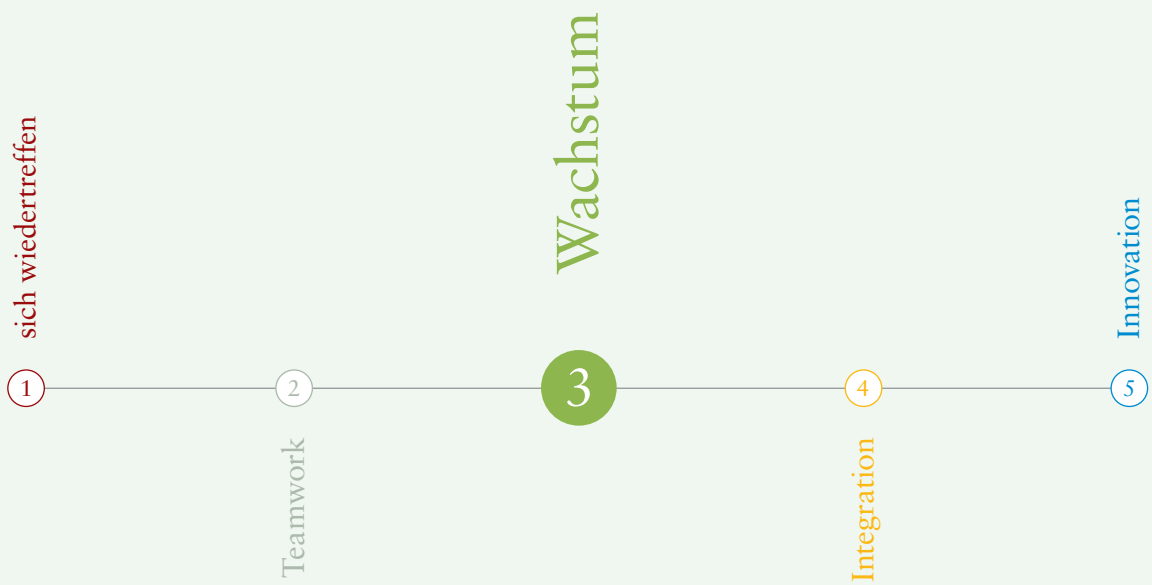 sich wiedertreffen
1
2
Teamwork
Wachstum
3
4
Integration
Innovation
5